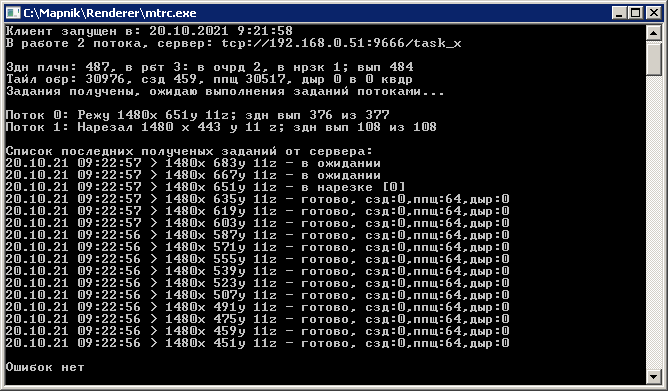 C:\Mapnik\Renderer\mtrc.exe
Клиент запущен в: 20.10.2021 9:21:58
В работе 2 потока, сервер: tcp://192.168.0.51:9666/task_x
Здн плчн: 487, в рбт 3: в очрд 2, в нрзк 1; вып 484
Тайл обр: 30976, сзд 459, ппщ 30517, дыр 0 в 0 квдр
Задания получены, ожидаю выполнения заданий потоками...
Поток 0: Режу 1480x 651y 11z; здн вып 376 из 377
Поток 1: Нарезал 1480 x 443 y 11 z; здн вып 108 из 108
Список последних полученых заданий от сервера:
20.10.21 09:22:57 > 1480x 683y 11z - в ожидании
20.10.21 09:22:57 > 1480x 667y 11z - в ожидании
20.10.21 09:22:57 > 1480x 651y 11z - в нарезке [0]
20.10.21 09:22:57 > 1480x 635y 11z - готово, сзд:0,ппщ:64,дыр:0
20.10.21 09:22:57 > 1480x 619y 11z - готово, сзд:0,ппщ:64,дыр:0
20.10.21 09:22:57 > 1480x 603y 11z - готово, сзд:0,ппщ:64,дыр:0
20.10.21 09:22:56 > 1480x 587y 11z - готово, сзд:0,ппщ:64,дыр:0
20.10.21 09:22:56 > 1480x 571y 11z - готово, сзд:0,ппщ:64,дыр:0
20.10.21 09:22:56 > 1480x 555y 11z - готово, сзд:0,ппщ:64,дыр:0
20.10.21 09:22:56 > 1480x 539y 11z - готово, сзд:0,ппщ:64,дыр:0
20.10.21 09:22:56 > 1480x 523y 11z - готово, сзд:0,ппщ:64,дыр:0
20.10.21 09:22:56 > 1480x 507y 11z - готово, сзд:0,ппщ:64,дыр:0
20.10.21 09:22:56 > 1480x 491y 11z - готово, сзд:0,ппщ:64,дыр:0
20.10.21 09:22:56 > 1480x 475y 11z - готово, сзд:0,ппщ:64,дыр:0
20.10.21 09:22:56 > 1480x 459y 11z - готово, сзд:0,ппщ:64,дыр:0
20.10.21 09:22:56 > 1480x 451y 11z - готово, сзд:0,ппщ:64,дыр:0
Ошибок нет